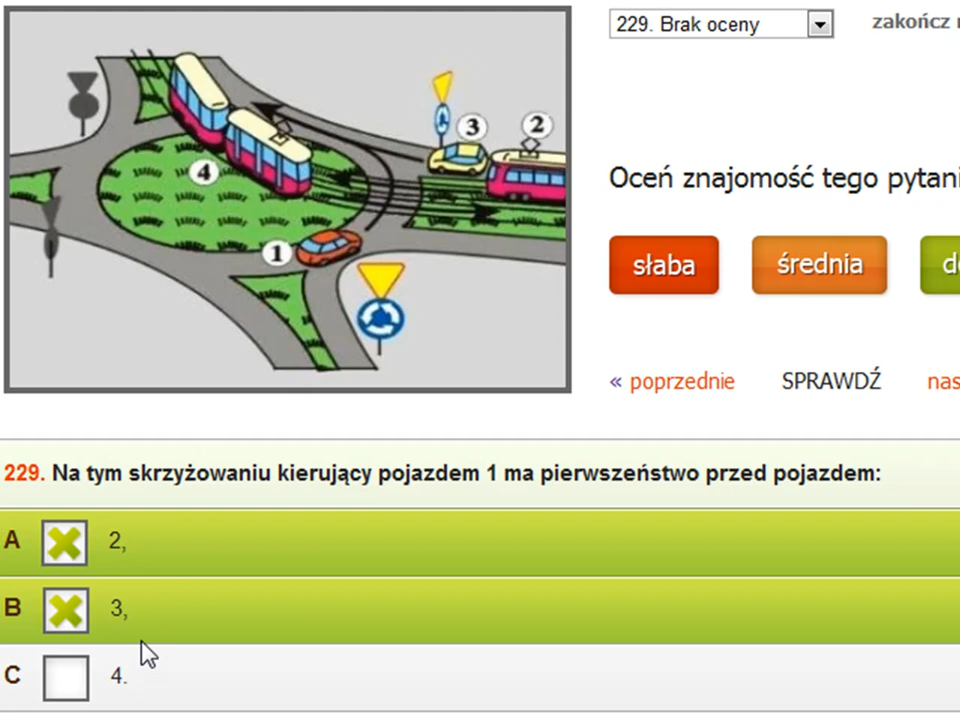 229. Brak oceny
zakończ
3
2
4
1
Oceń znajomość tego pytani
słaba
średnia
d
« poprzednie
SPRAWDŹ
nas
229. Na tym skrzyżowaniu kierujący pojazdem 1 ma pierwszeństwo przed pojazdem:
A 2,
B 3,
C 4.